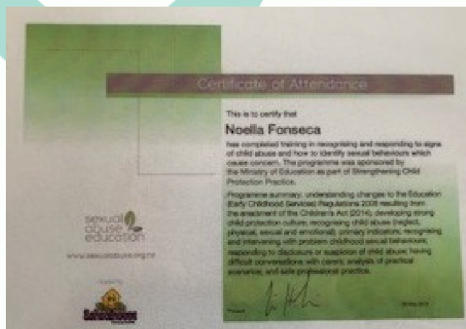 Certificate of Attendance
This is to certify that
Noella Fonseca
has completed training in recognising and responding to signs
of child abuse and how to identify sexual behaviours which
cause concern. The programme was sponsored by
the Ministry of Education as part of Strengthening Child
Protection Practice.
Programme summary: understanding changes to the Education
(Early Childhood Services) Regulations 2008 resulting from
the enactment of the Children's Act (2014); developing strong
child protection culture; recognising child abuse (neglect,
physical, sexual and emotional); primary indicators; recognising
and intervening with problem childhood sexual behaviours;
responding to disclosure or suspicion of child abuse; having
difficult conversations with carers; analysis of practical
scenarios; and safe professional practice.
sexual
abuse
education
www.sexualabuse.org.nz